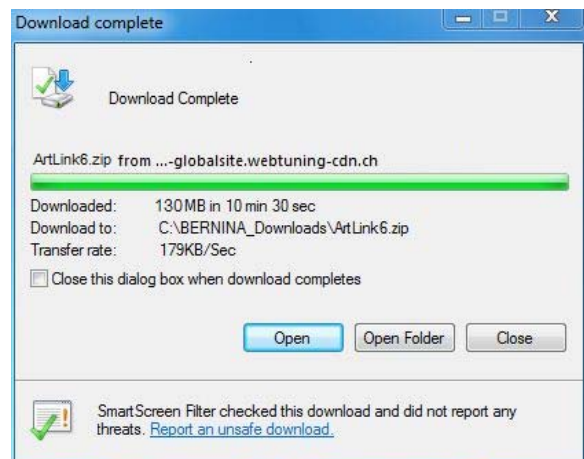 Download complete
Download Complete
ArtLink6.zip from ...-globalsite.webtuning-cdn.ch
Downloaded: 130MB in 10 min 30 sec
Download to: C:\BERNINA_Downloads\ArtLink6.zip
Transfer rate: 179KB/Sec
Close this dialog box when download completes
Open Open Folder Close
SmartScreen Filter checked this download and did not report any
threats. Report an unsafe download.